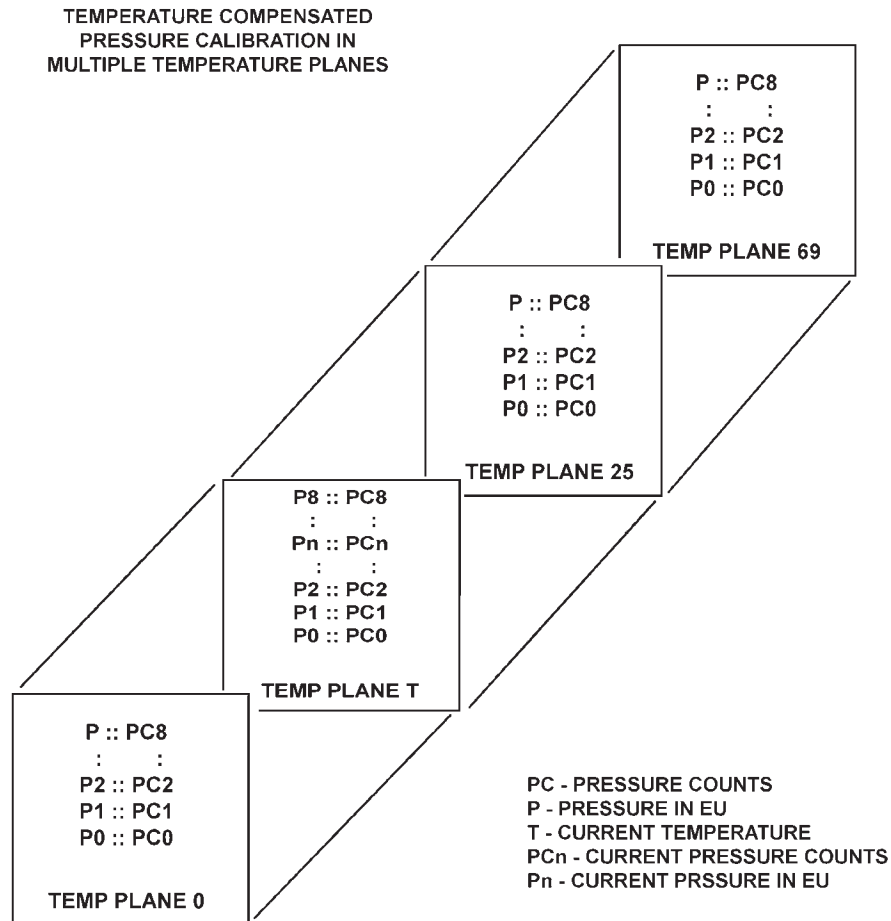 TEMPERATURE COMPENSATED
PRESSURE CALIBRATION IN
MULTIPLE TEMPERATURE PLANES
P :: PC8
: :
P2 :: PC2
P1 :: PC1
P0 :: PC0
TEMP PLANE 69
P :: PC8
: :
P2 :: PC2
P1 :: PC1
P0 :: PC0
TEMP PLANE 25
P8 :: PC8
: :
Pn :: PCn
: :
P2 :: PC2
P1 :: PC1
P0 :: PC0
TEMP PLANE T
P :: PC8
: :
P2 :: PC2
P1 :: PC1
P0 :: PC0
TEMP PLANE 0
PC - PRESSURE COUNTS
P - PRESSURE IN EU
T - CURRENT TEMPERATURE
PCn - CURRENT PRESSURE COUNTS
Pn - CURRENT PRSSURE IN EU